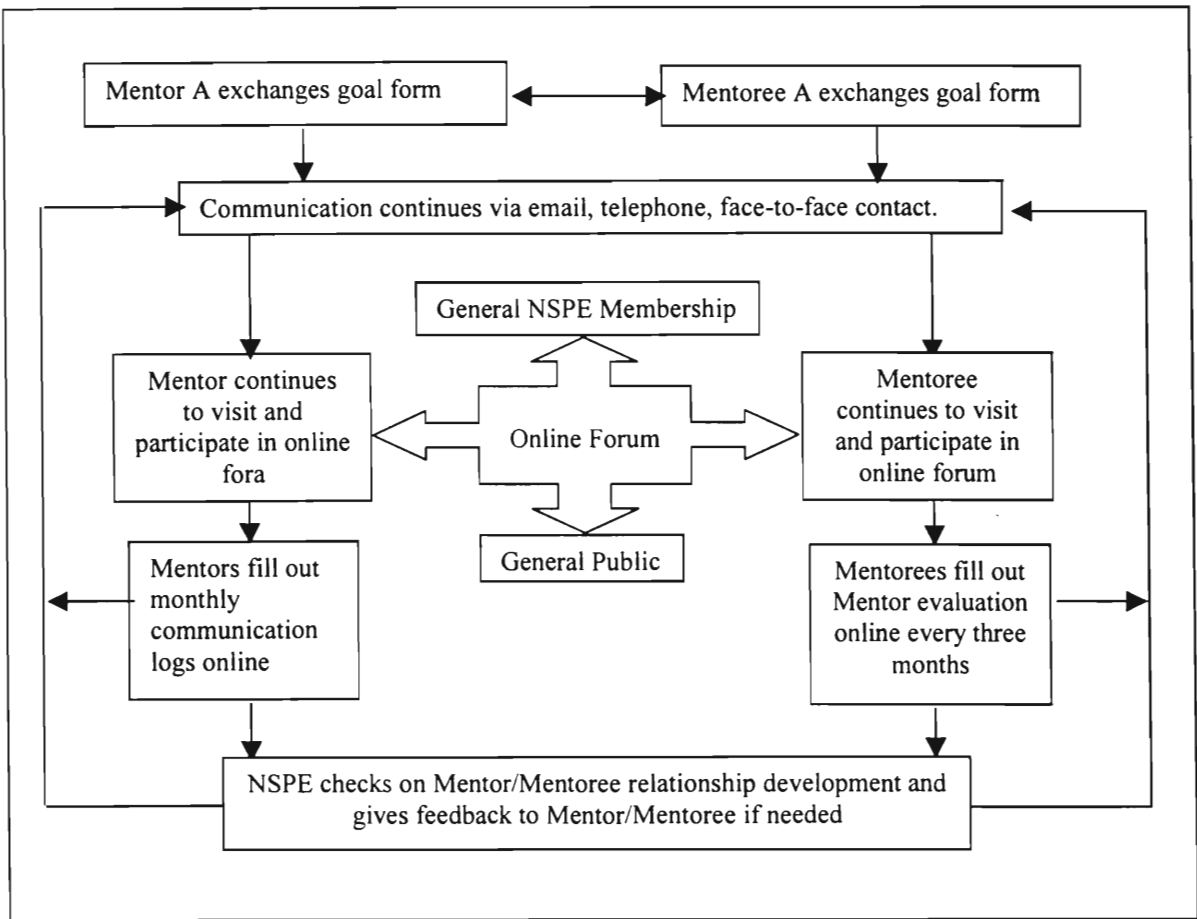 Mentor A exchanges goal form
Mentoree A exchanges goal form
Communication continues via email, telephone, face-to-face contact.
General NSPE Membership
Mentor continues
to visit and
participate in online
fora
Online Forum
Mentoree
continues to visit
and participate in
online forum
General Public
Mentors fill out
monthly
communication
logs online
Mentorees fill out
Mentor evaluation
online every three
months
NSPE checks on Mentor/Mentoree relationship development and
gives feedback to Mentor/Mentoree if needed